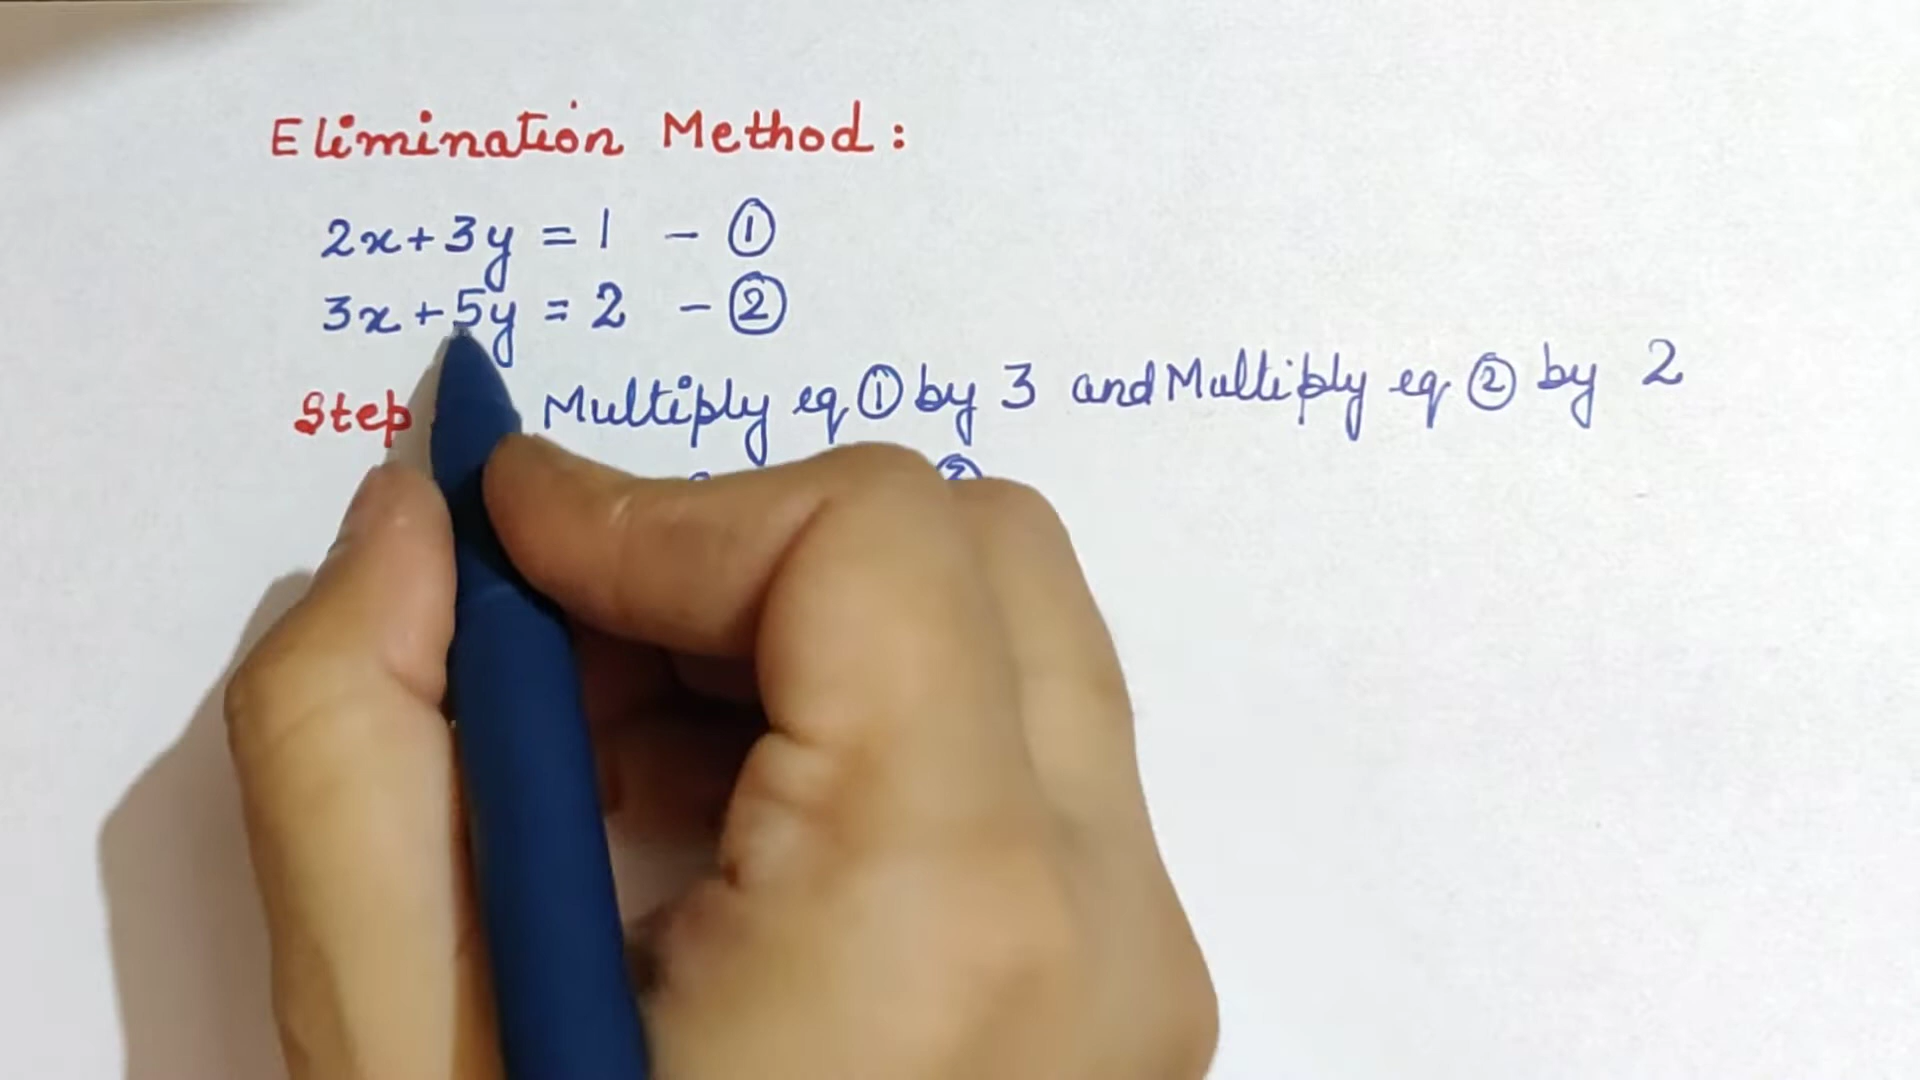 Elimination Method:
2x+3y = 1 - ①
3x+5y = 2 - ②
Step Multiply eq ① by 3 and Multiply eq ② by 2